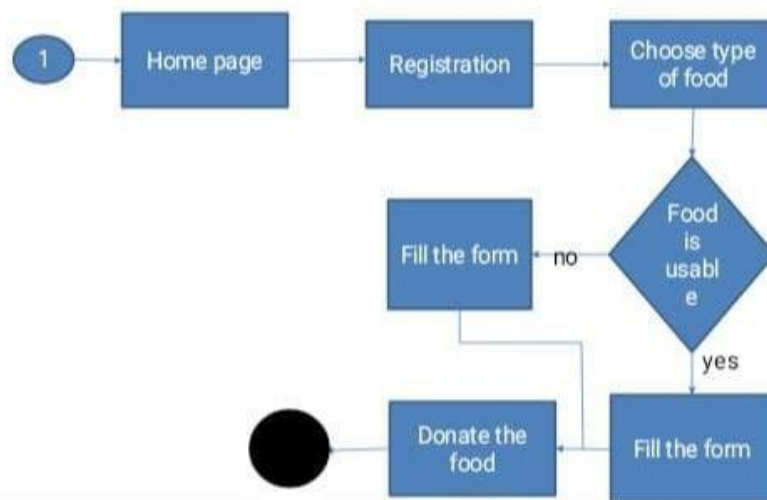 1
Home page
Registration
Choose type
of food
Food
is
usabl
e
no
Fill the form
yes
Fill the form
Donate the
food